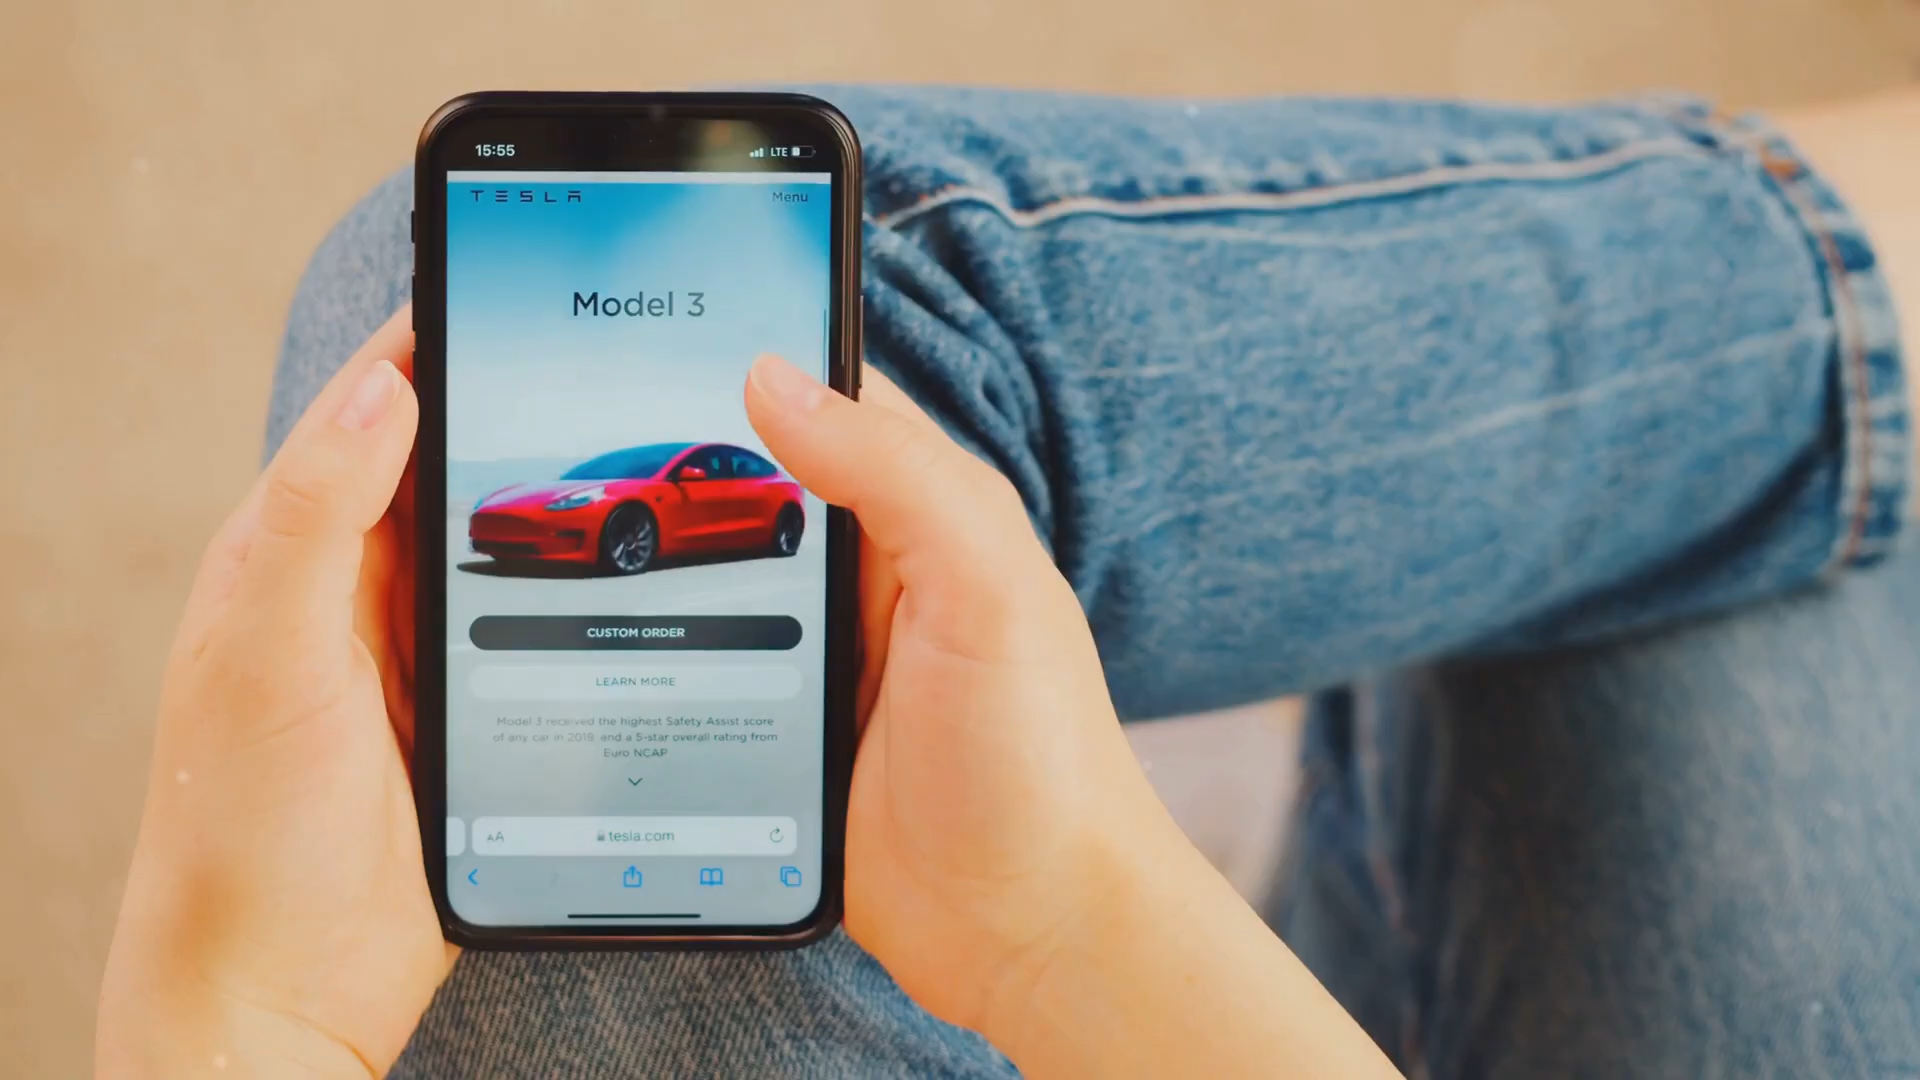 15:55
LTE
TESLA
Menu
Model 3
CUSTOM ORDER
LEARN MORE
Model 3 received the highest Safety Assist score
of any car in 2019 and a 5-star overall rating from
Euro NCAP
AA
tesla.com